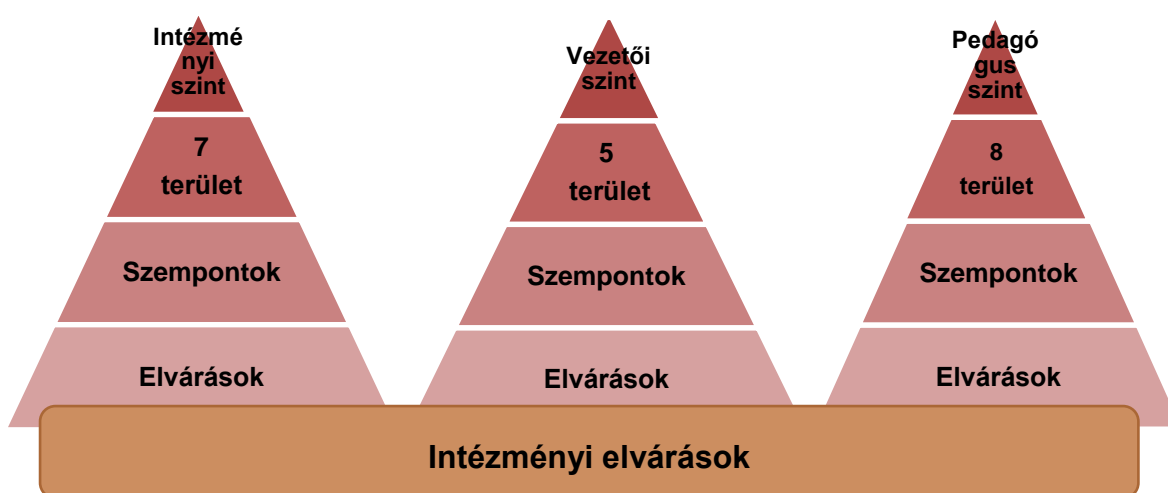 Intézmé
nyi
szint
7
terület
Szempontok
Elvárások
Vezetői
szint
5
terület
Szempontok
Elvárások
Pedagó
gus
szint
8
terület
Szempontok
Elvárások
Intézményi elvárások